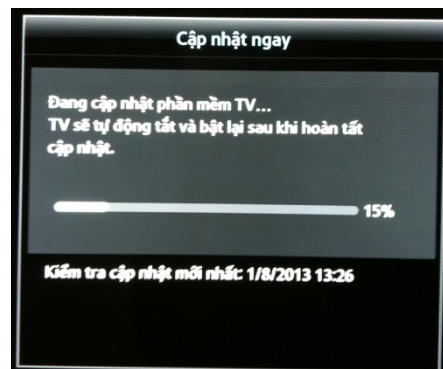 Cập nhật ngay
Đang cập nhật phần mềm TV...
TV sẽ tự động tắt và bật lại sau khi hoàn tất
cập nhật.
15%
Kiểm tra cập nhật mới nhất: 1/8/2013 13:26